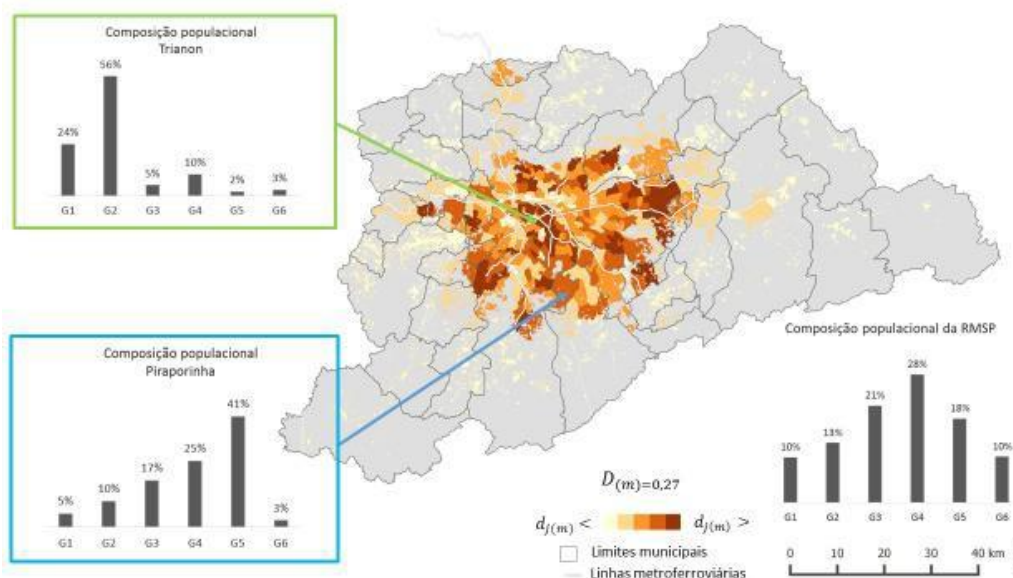 Composição populacional
Trianon
56%
24%
5%
10%
2%
3%
G1 G2 G3 G4 G5 G6
Composição populacional
Piraporinha
41%
25%
17%
10%
5%
3%
G1 G2 G3 G4 G5 G6
Composição populacional da RMSP
28%
21%
18%
13%
10%
10%
G1 G2 G3 G4 G5 G6
D(m)=0,27
dj(m) < dj(m) >
Limites municipais
Linhas metroferroviárias
0 10 20 30 40 km